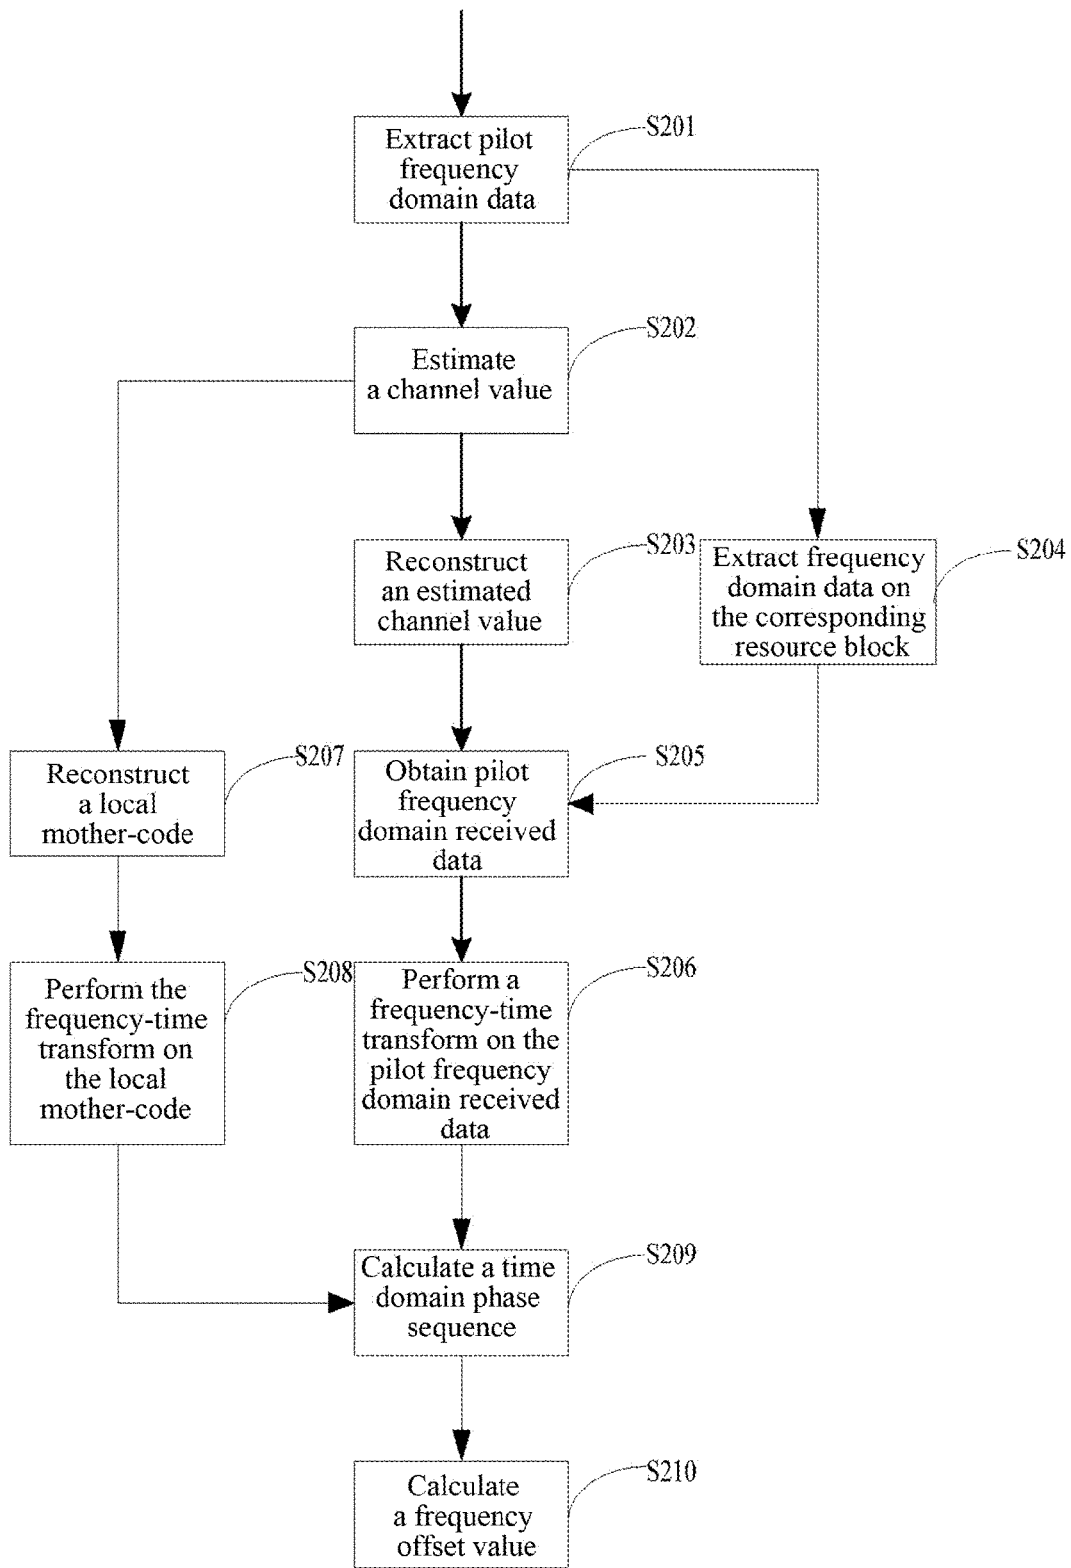 S201
Extract pilot
frequency
domain data
S202
Estimate
a channel value
S203
Reconstruct
an estimated
channel value
S204
Extract frequency
domain data on
the corresponding
resource block
S207
Reconstruct
a local
mother-code
S205
Obtain pilot
frequency
domain received
data
S208
Perform the
frequency-time
transform on
the local
mother-code
S206
Perform a
frequency-time
transform on the
pilot frequency
domain received
data
S209
Calculate a time
domain phase
sequence
S210
Calculate
a frequency
offset value